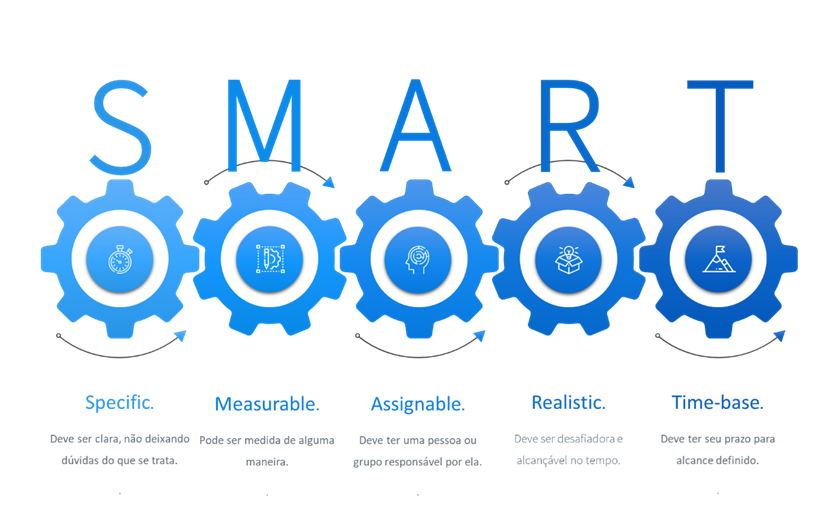 S M A R T
Specific.
Deve ser clara, não deixando
dúvidas do que se trata.
Measurable.
Pode ser medida de alguma
maneira.
Assignable.
Deve ter uma pessoa ou
grupo responsável por ela.
Realistic.
Deve ser desafiadora e
alcançável no tempo.
Time-base.
Deve ter seu prazo para
alcance definido.